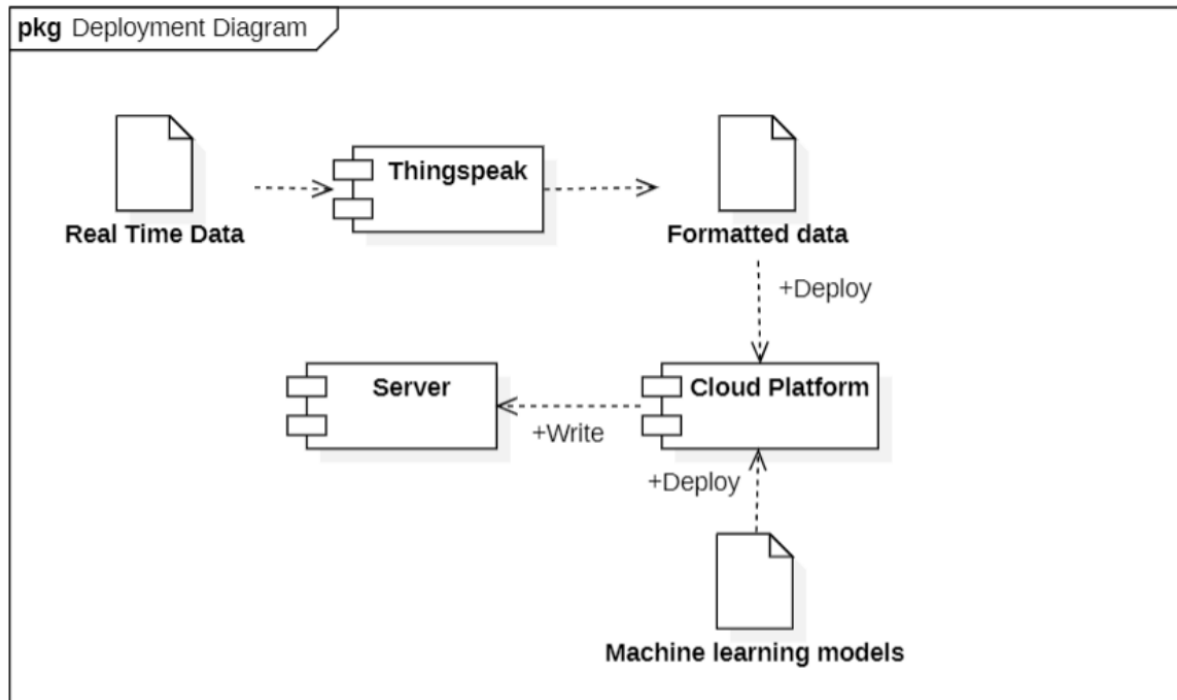 pkg Deployment Diagram
Thingspeak
Real Time Data
Formatted data
+Deploy
Server
Cloud Platform
+Write
+Deploy
Machine learning models